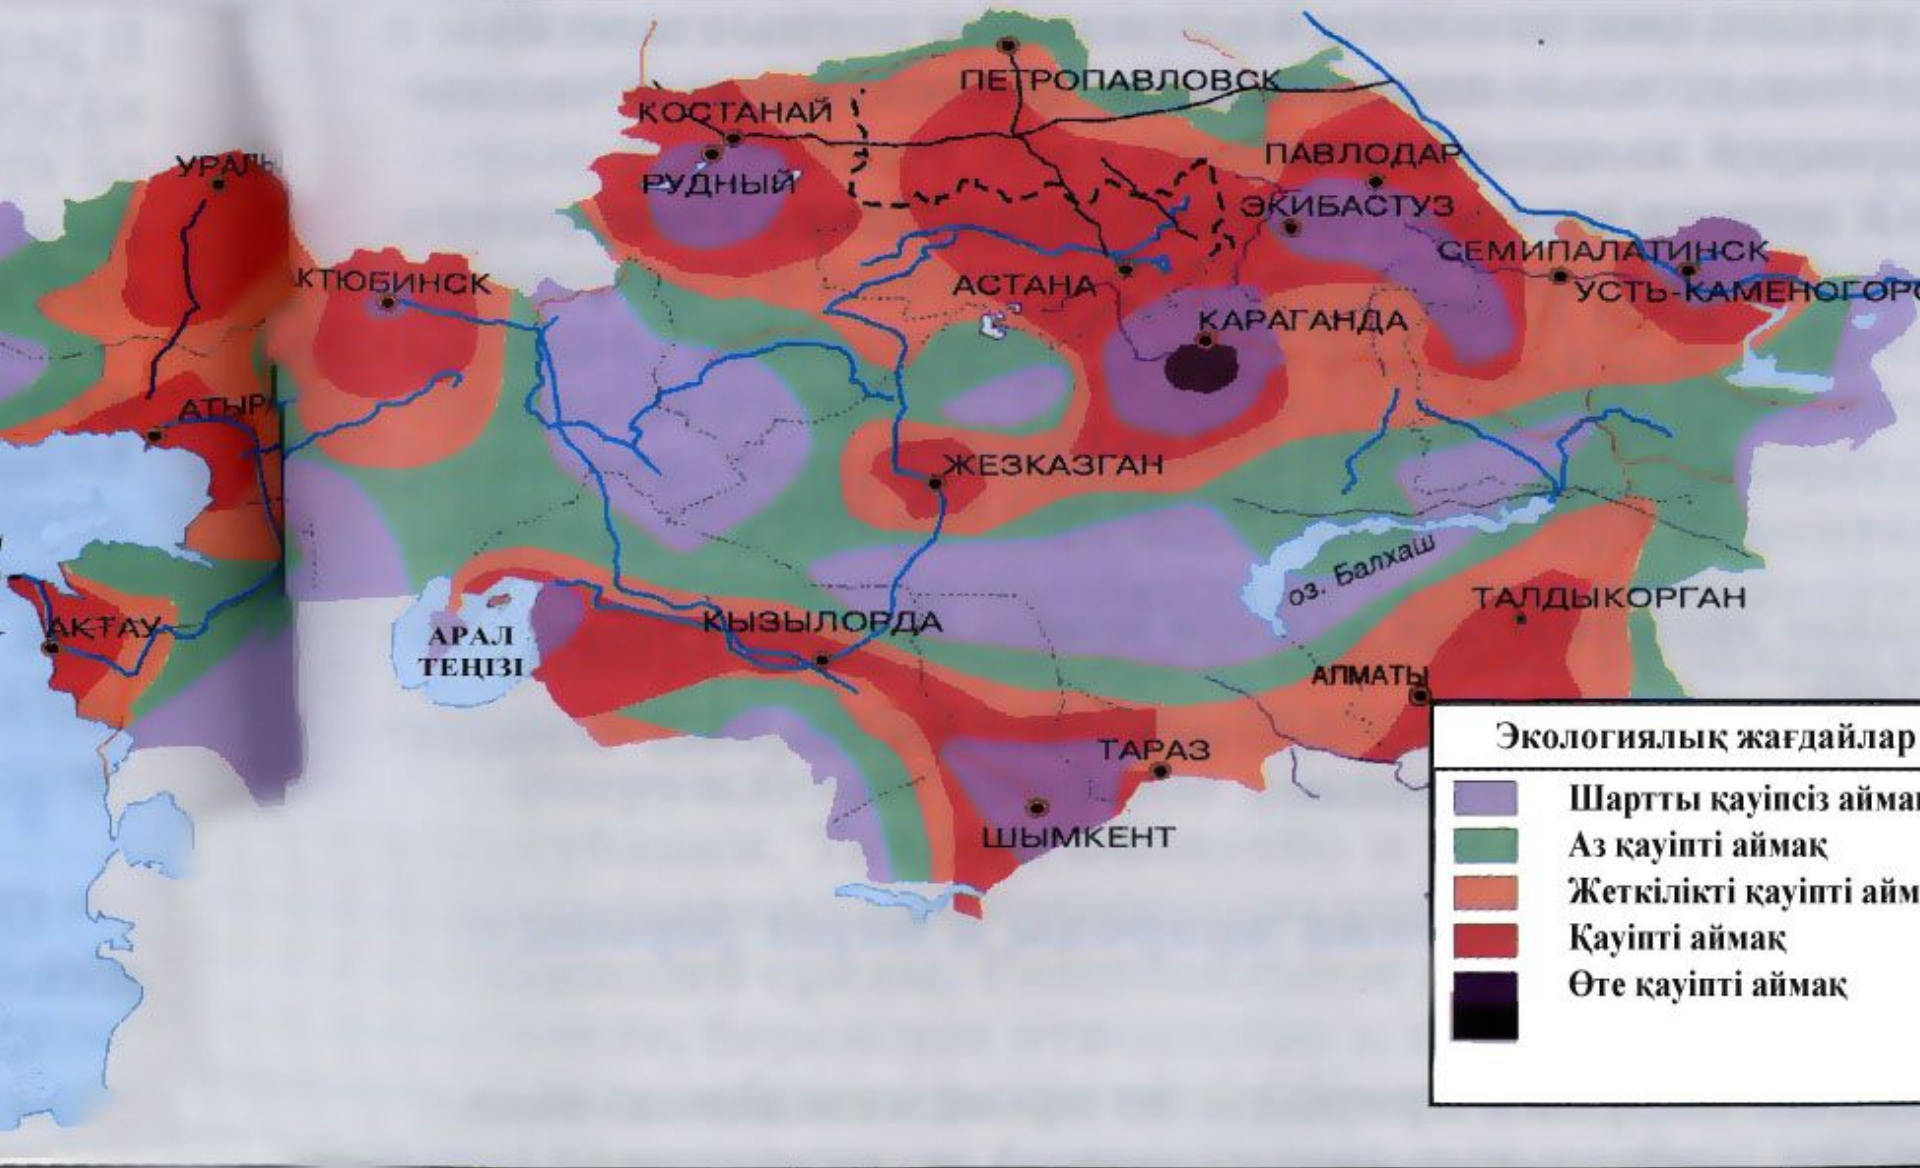 ПЕТРОПАВЛОВСК
КОСТАНАЙ
РУДНЫЙ
ПАВЛОДАР
ЭКИБАСТУЗ
УРАЛЬ
КТЮБИНСК
АСТАНА
СЕМИПАЛАТИНСК
УСТЬ-КАМЕНОГОРС
КАРАГАНДА
АТЫР
ЖЕЗКАЗГАН
оз. Балхаш
ТАЛДЫКОРГАН
АКТАУ
АРАЛ
ТЕҢІЗІ
КЫЗЫЛОРДА
АЛМАТЫ
ТАРАЗ
ШЫМКЕНТ
Экологиялық жағдайлар
Шартты қауіпсіз аймақ
Аз қауіпті аймақ
Жеткілікті қауіпті айм
Қауіпті аймақ
Өте қауіпті аймақ